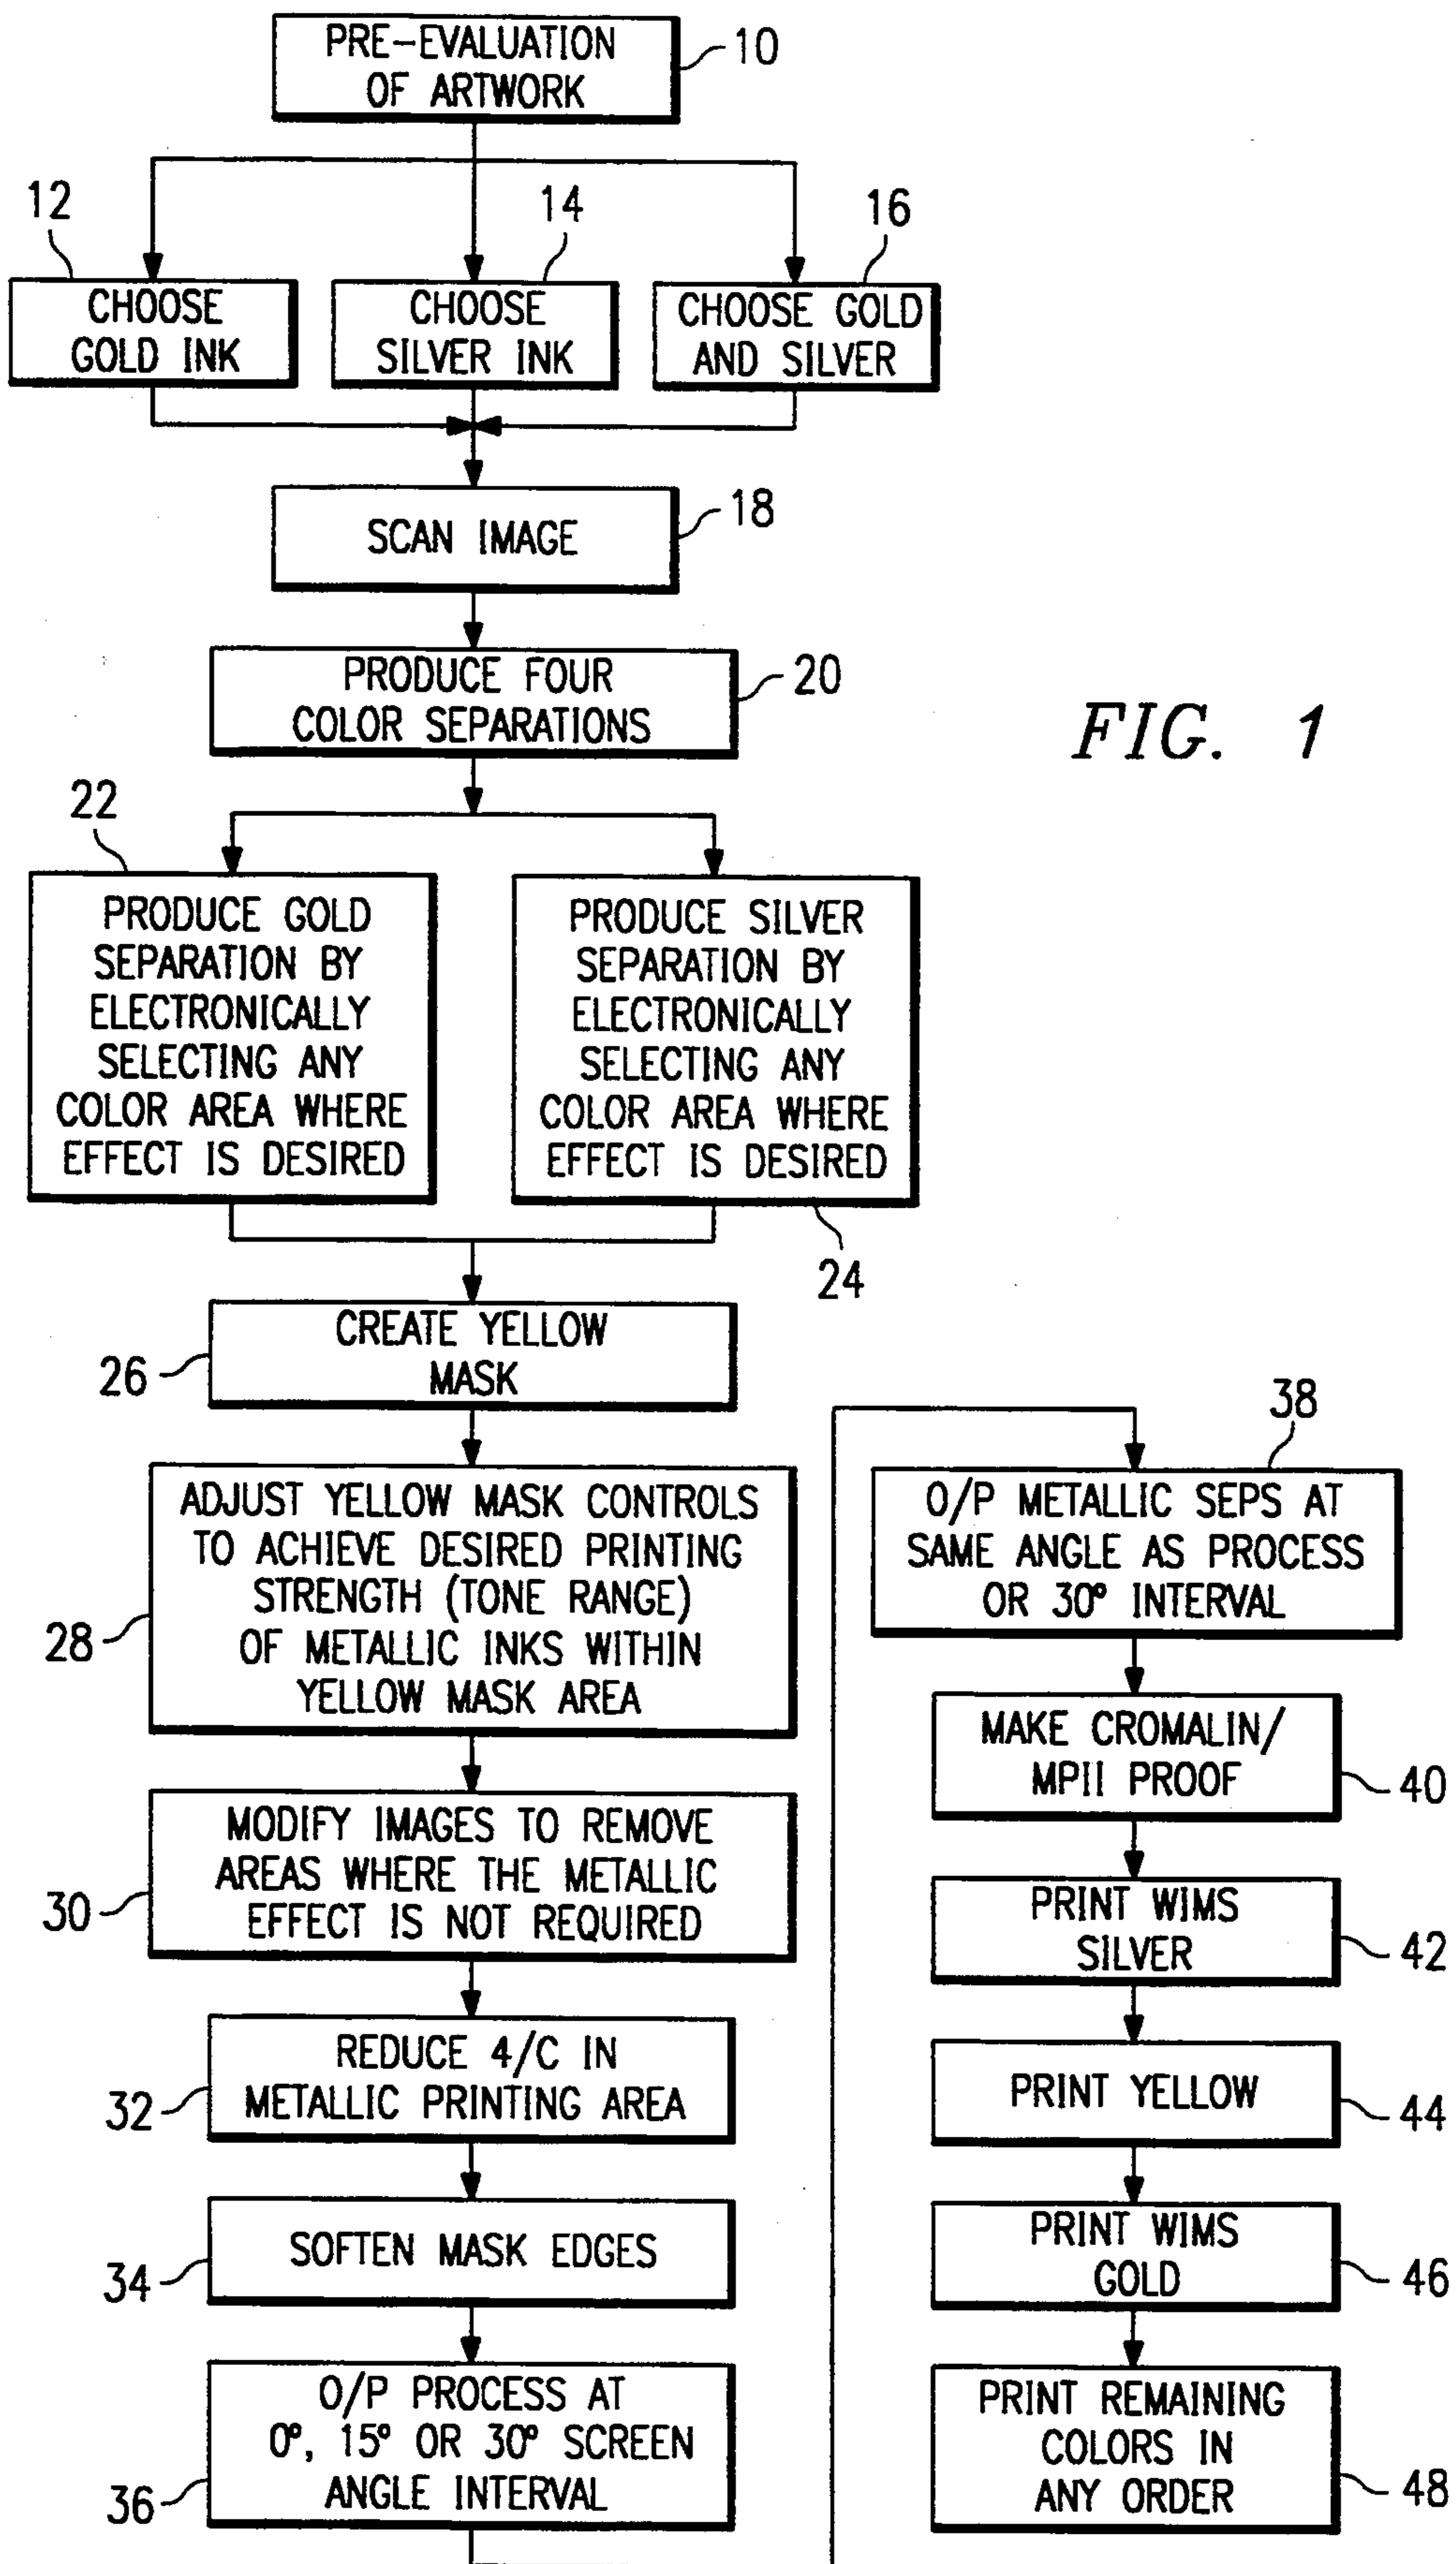 PRE-EVALUATION
OF ARTWORK
10
12
14
16
CHOOSE
GOLD INK
CHOOSE
SILVER INK
CHOOSE GOLD
AND SILVER
SCAN IMAGE
18
PRODUCE FOUR
COLOR SEPARATIONS
20
FIG. 1
22
PRODUCE GOLD
SEPARATION BY
ELECTRONICALLY
SELECTING ANY
COLOR AREA WHERE
EFFECT IS DESIRED
PRODUCE SILVER
SEPARATION BY
ELECTRONICALLY
SELECTING ANY
COLOR AREA WHERE
EFFECT IS DESIRED
24
CREATE YELLOW
MASK
26
ADJUST YELLOW MASK CONTROLS
TO ACHIEVE DESIRED PRINTING
STRENGTH (TONE RANGE)
OF METALLIC INKS WITHIN
YELLOW MASK AREA
28
MODIFY IMAGES TO REMOVE
AREAS WHERE THE METALLIC
EFFECT IS NOT REQUIRED
30
REDUCE 4/C IN
METALLIC PRINTING AREA
32
SOFTEN MASK EDGES
34
O/P PROCESS AT
0°, 15° OR 30° SCREEN
ANGLE INTERVAL
36
38
O/P METALLIC SEPS AT
SAME ANGLE AS PROCESS
OR 30° INTERVAL
MAKE CROMALIN/
MPII PROOF
40
PRINT WIMS
SILVER
42
PRINT YELLOW
44
PRINT WIMS
GOLD
46
PRINT REMAINING
COLORS IN
ANY ORDER
48